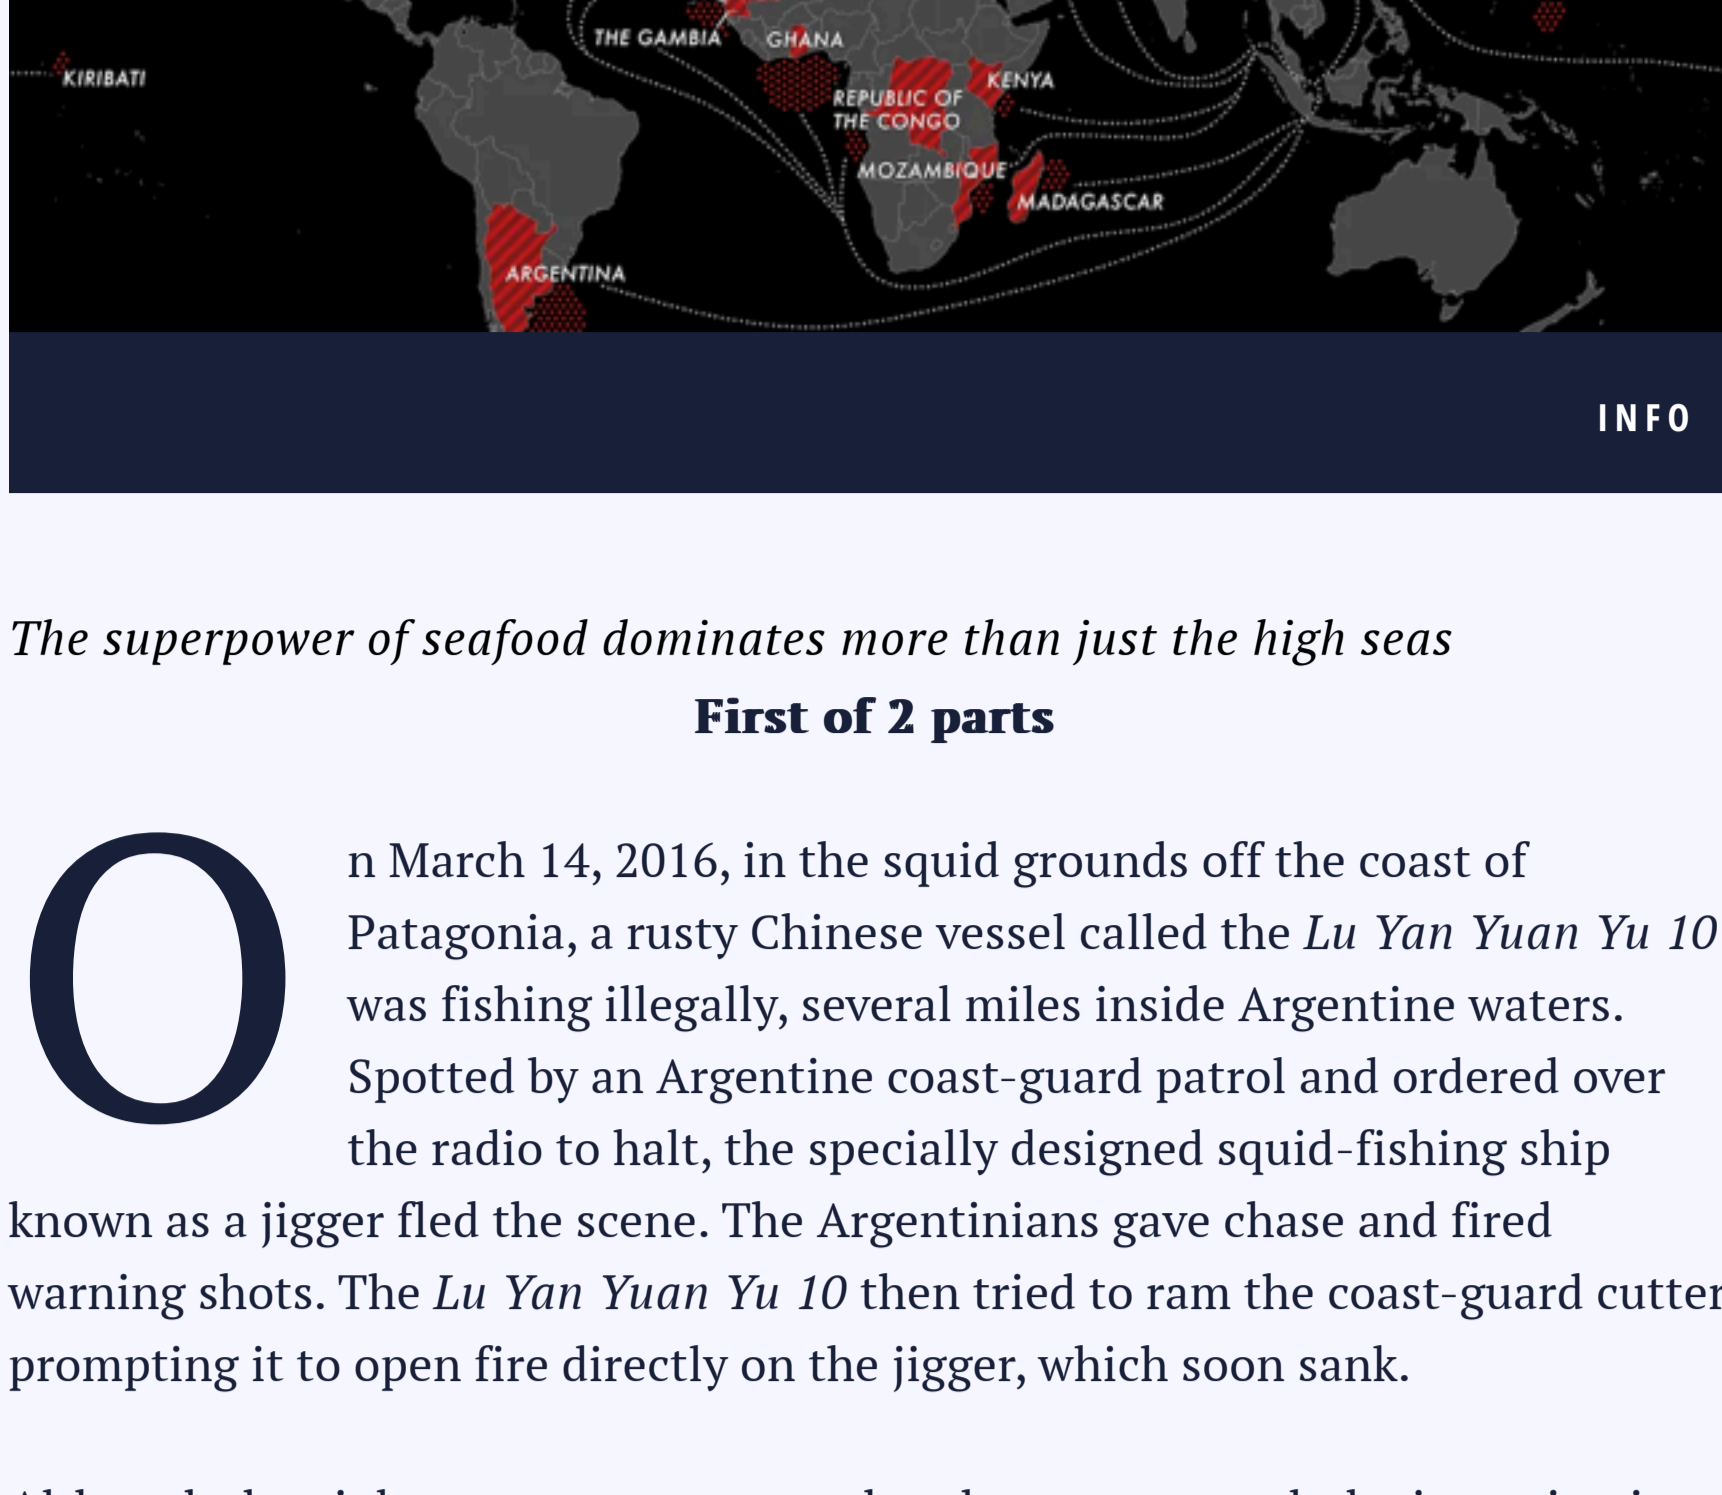 THE GAMBIA
GHANA
KIRIBATI
KENYA
REPUBLIC OF
THE CONGO
MOZAMBIQUE
MADAGASCAR
ARGENTINA
INFO
The superpower of seafood dominates more than just the high seas
First of 2 parts
On March 14, 2016, in the squid grounds off the coast of
Patagonia, a rusty Chinese vessel called the Lu Yan Yuan Yu 10
was fishing illegally, several miles inside Argentine waters.
Spotted by an Argentine coast-guard patrol and ordered over
the radio to halt, the specially designed squid-fishing ship
known as a jigger fled the scene. The Argentinians gave chase and fired
warning shots. The Lu Yan Yuan Yu 10 then tried to ram the coast-guard cutter
prompting it to open fire directly on the jigger, which soon sank.